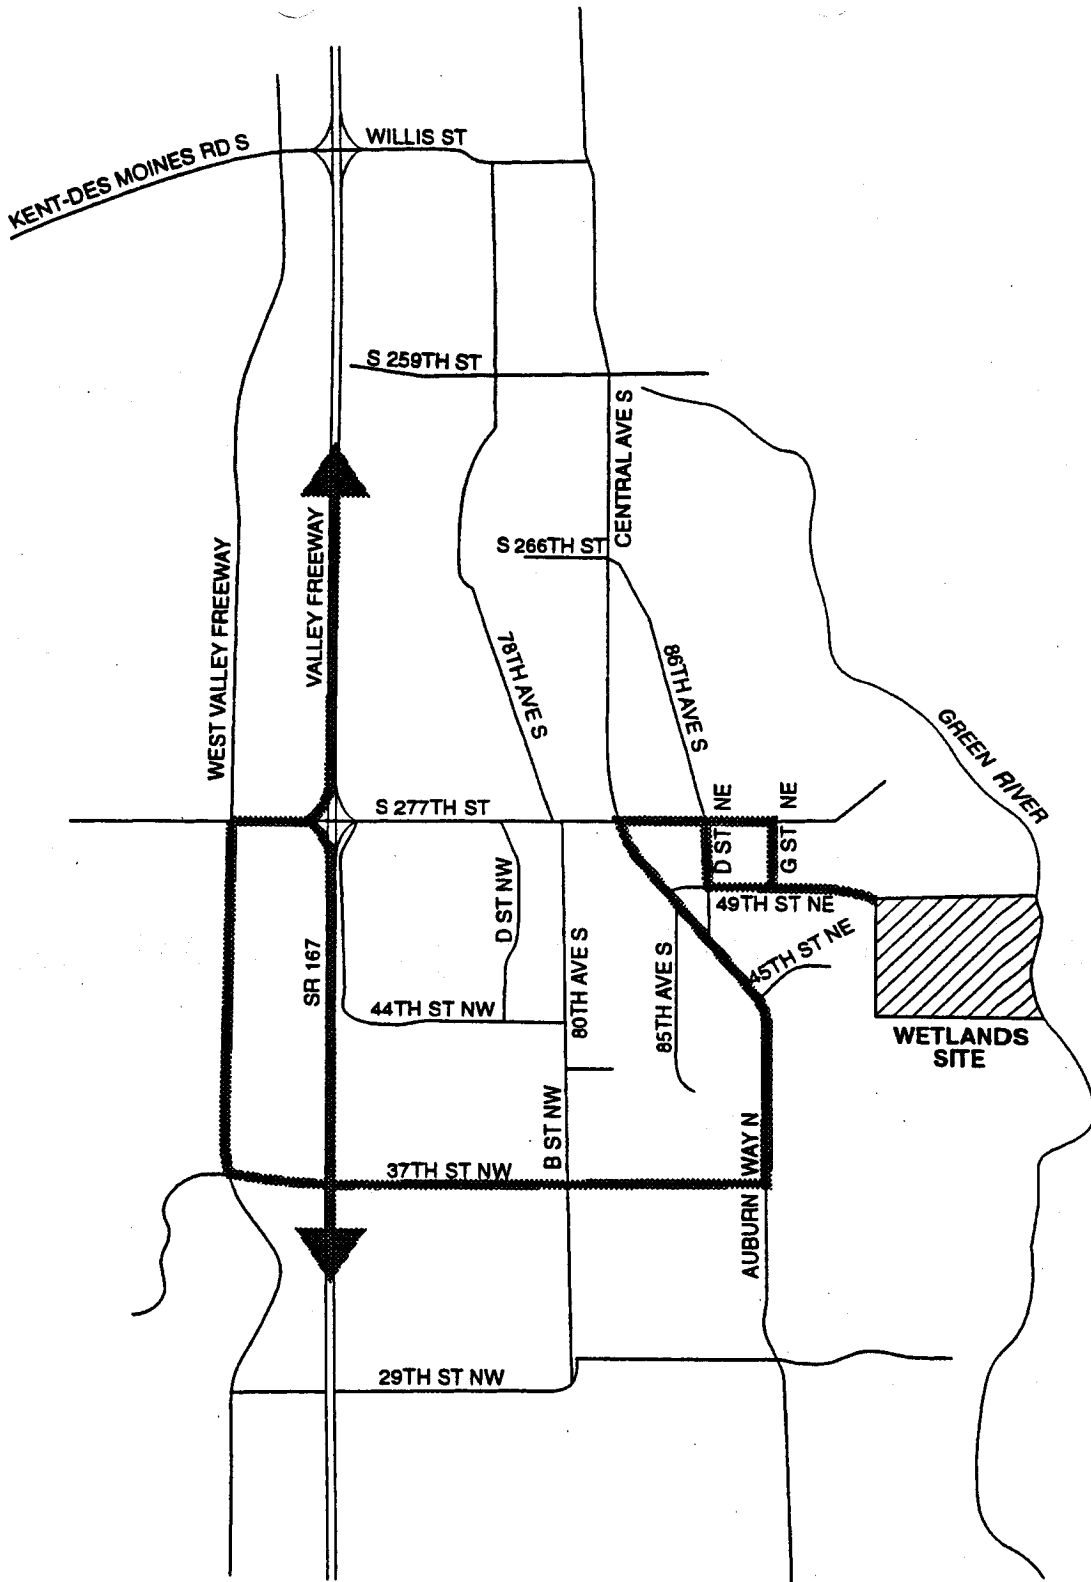 WILLIS ST
KENT-DES MOINES RD S
S 259TH ST
CENTRAL AVE S
S 266TH ST
VALLEY FREEWAY
WEST VALLEY FREEWAY
78TH AVE S
86TH AVE S
GREEN RIVER
S 277TH ST
D ST NE
G ST NE
D ST NW
49TH ST NE
SR 167
80TH AVE S
85TH AVE S
45TH ST NE
44TH ST NW
WETLANDS
SITE
B ST NW
37TH ST NW
AUBURN WAY N
29TH ST NW